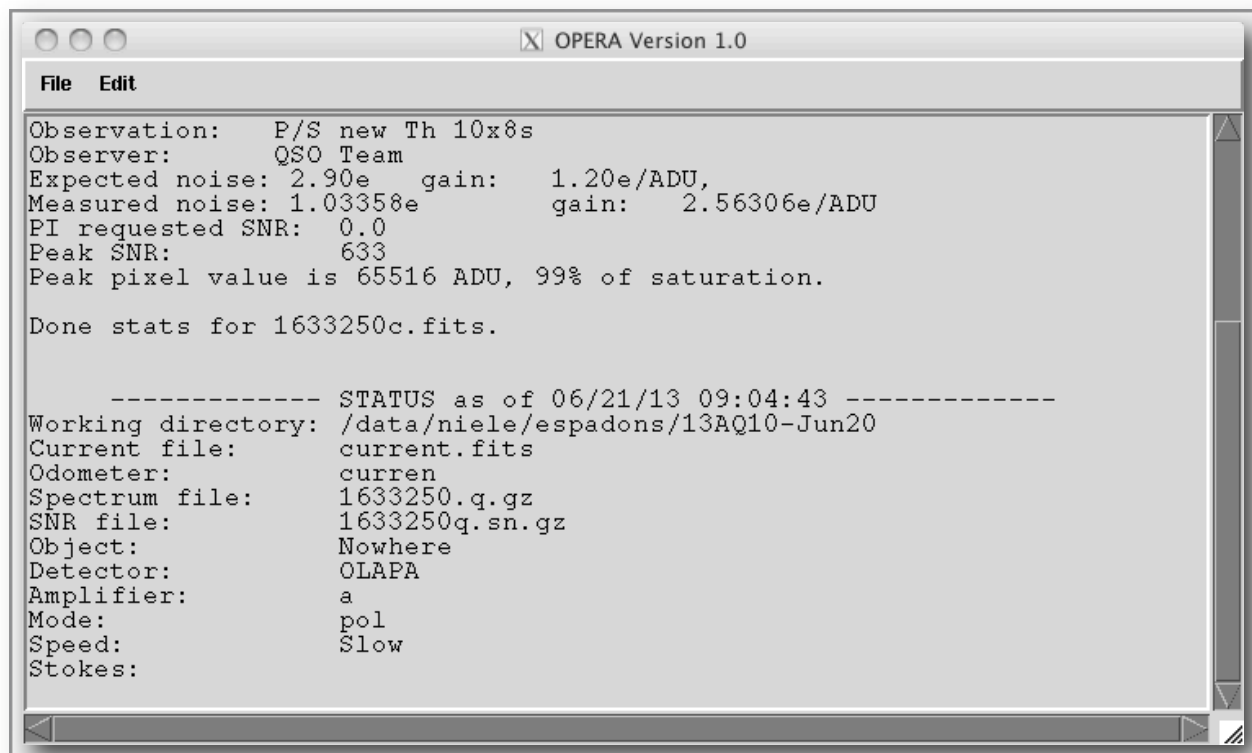 X OPERA Version 1.0
File Edit
Observation: P/S new Th 10x8s
Observer: QSO Team
Expected noise: 2.90e gain: 1.20e/ADU,
Measured noise: 1.03358e gain: 2.56306e/ADU
PI requested SNR: 0.0
Peak SNR: 633
Peak pixel value is 65516 ADU, 99% of saturation.
Done stats for 1633250c.fits.
------------- STATUS as of 06/21/13 09:04:43 -------------
Working directory: /data/niele/espadons/13AQ10-Jun20
Current file: current.fits
Odometer: curren
Spectrum file: 1633250.q.gz
SNR file: 1633250q.sn.gz
Object: Nowhere
Detector: OLAPA
Amplifier: a
Mode: pol
Speed: Slow
Stokes: